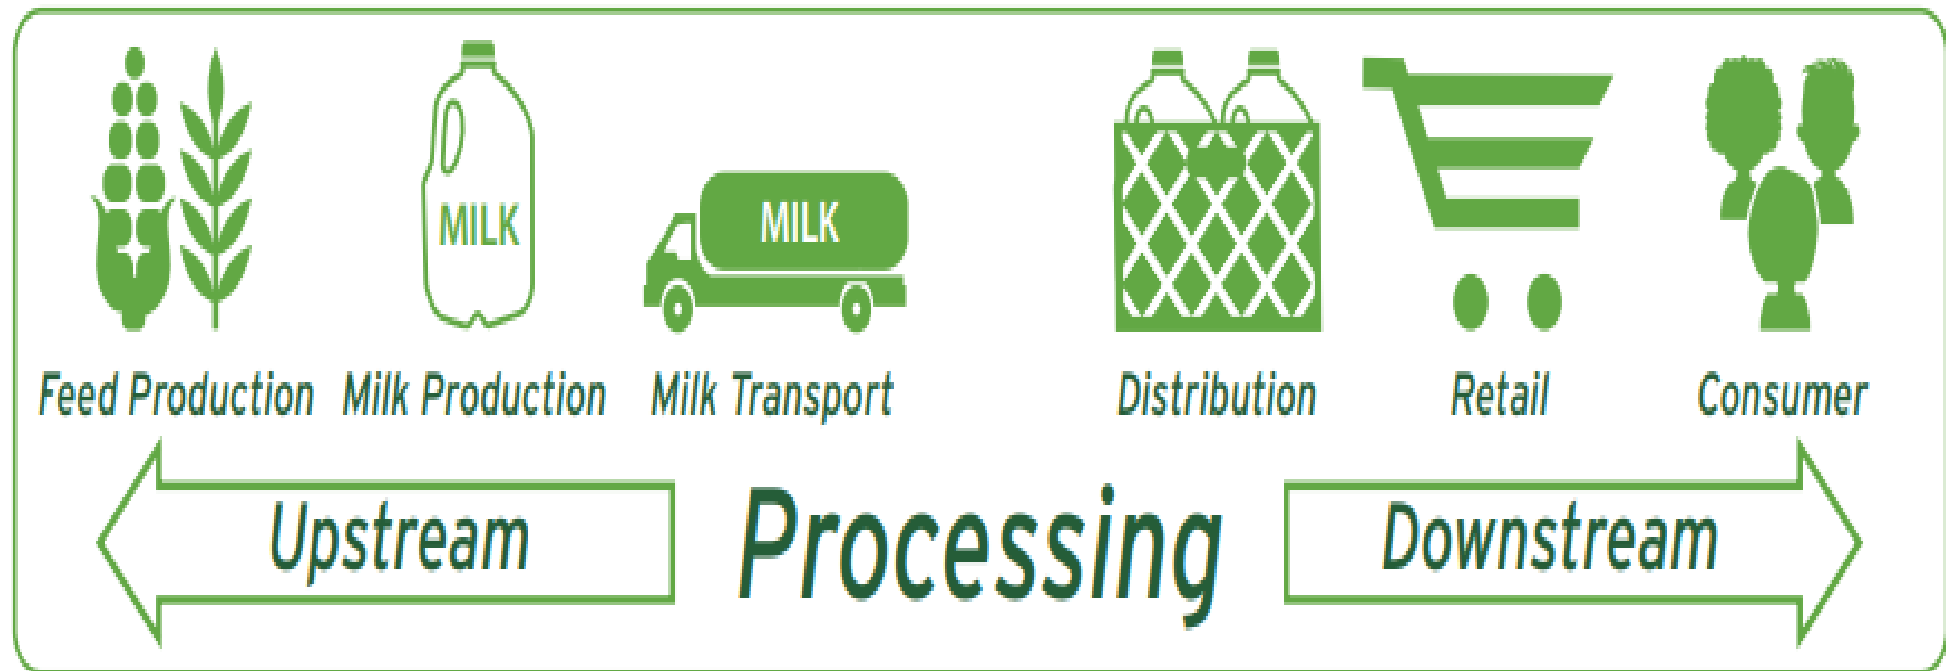 MILK
MILK
Feed Production Milk Production Milk Transport Distribution Retail Consumer
Upstream Processing Downstream